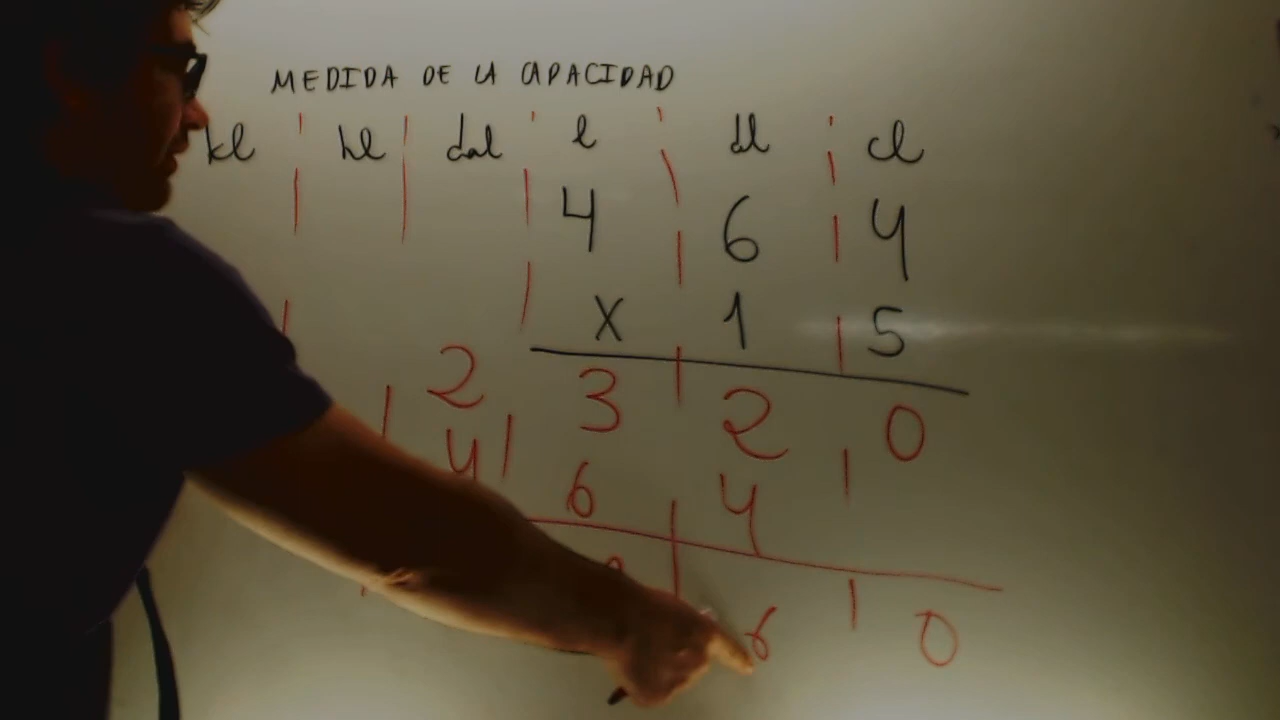 MEDIDA DE LA CAPACIDAD
kl hl dal l dl cl
4 6 4
X 1 5
2 3 2 0
4 6 4
6 0